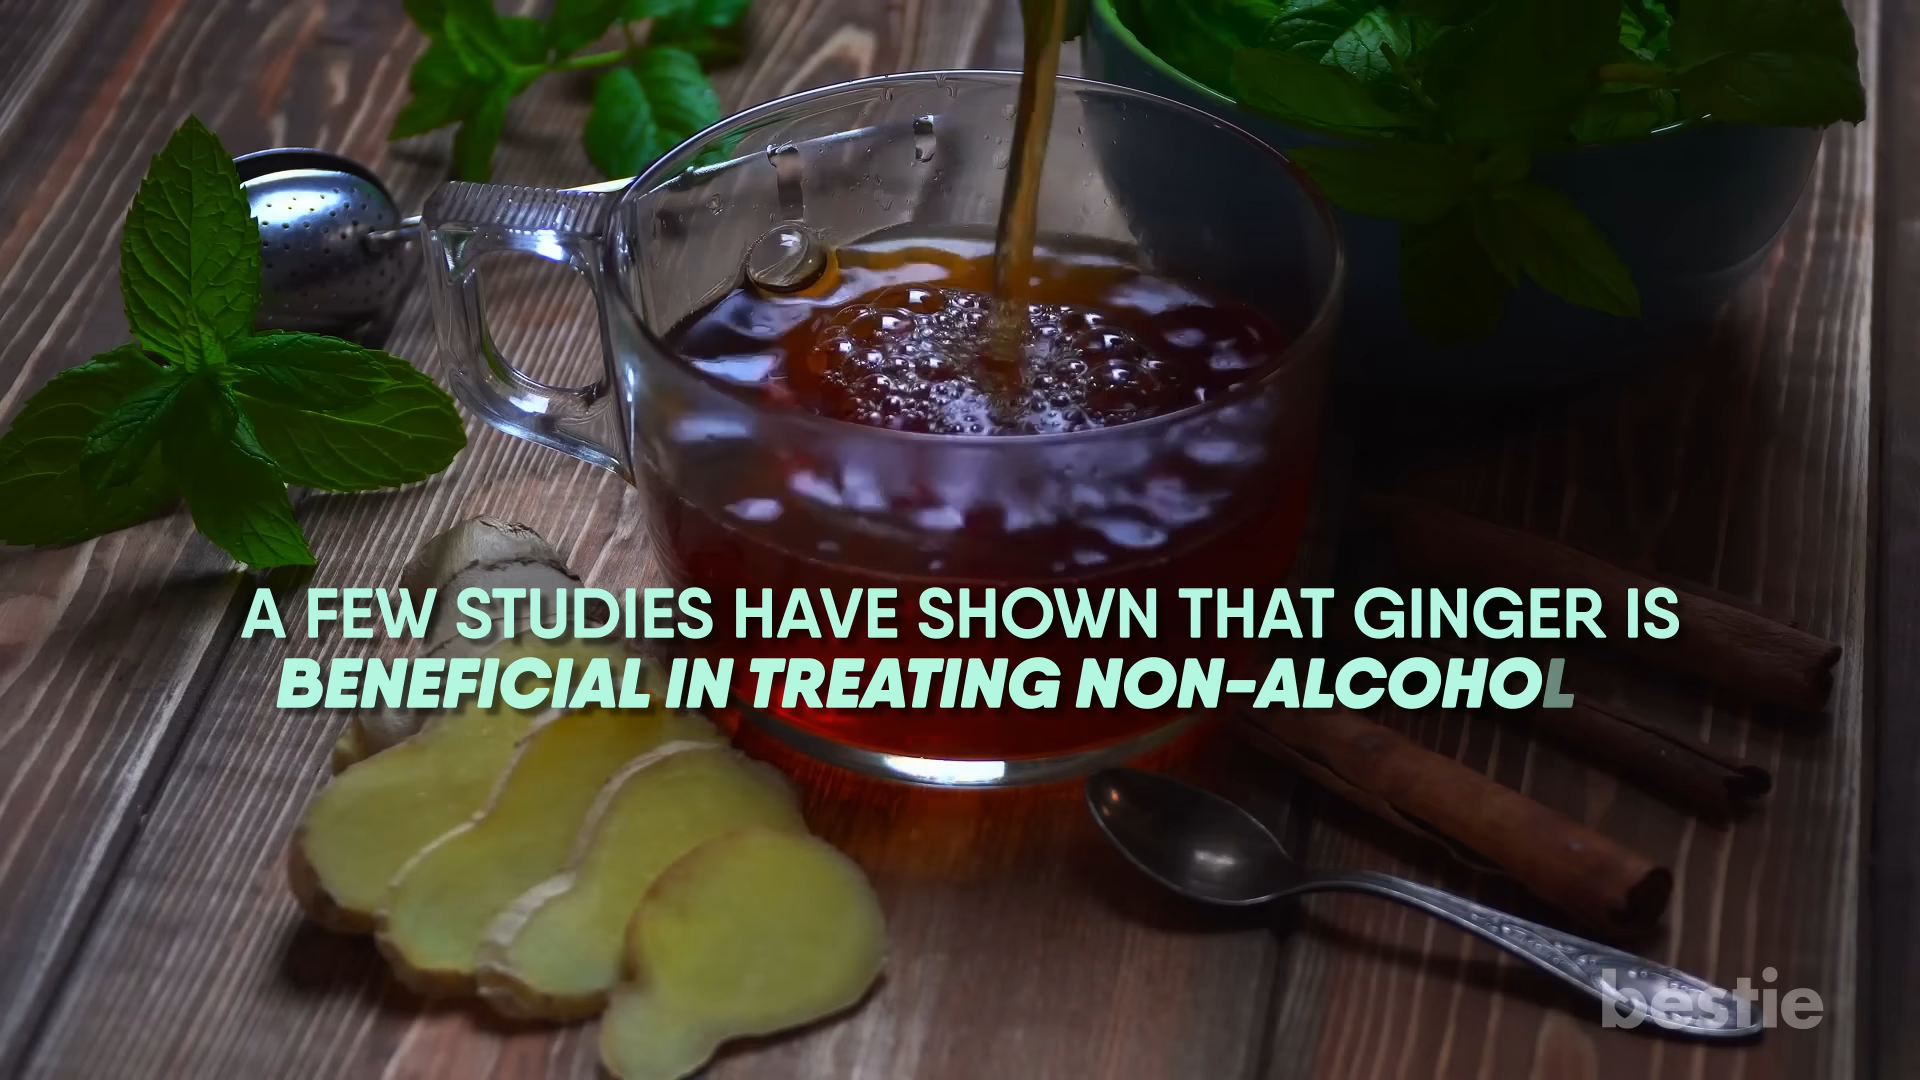 A FEW STUDIES HAVE SHOWN THAT GINGER IS
BENEFICIAL IN TREATING NON-ALCOHOL
bestie